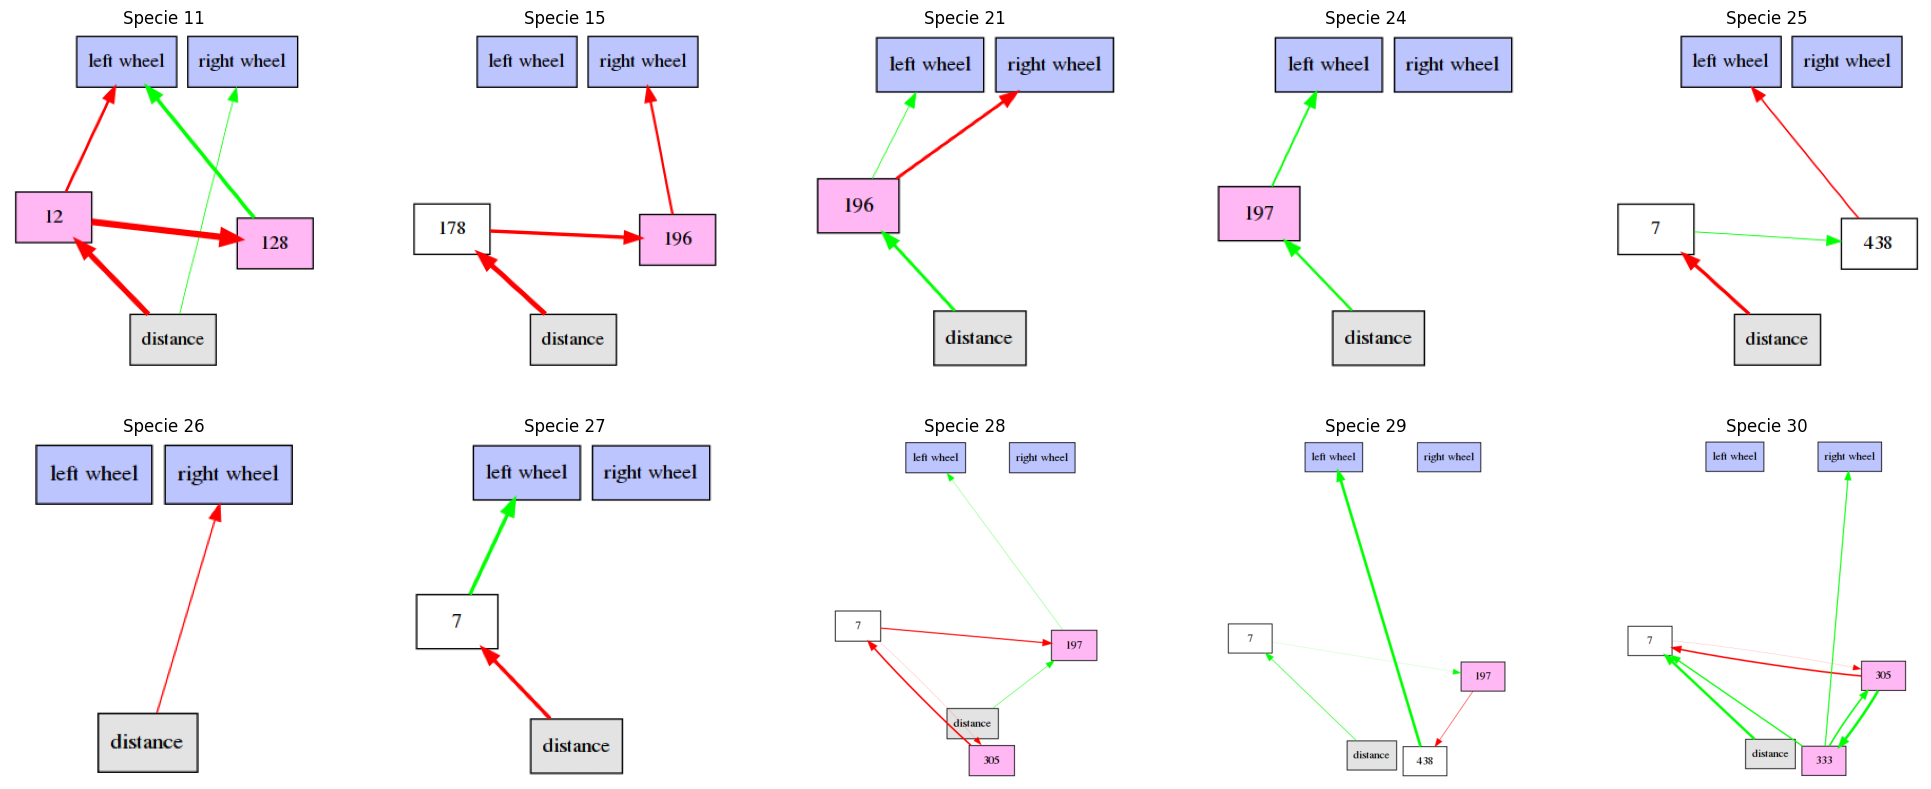 Specie 11
left wheel
right wheel
12
128
distance
Specie 15
left wheel
right wheel
178
196
distance
Specie 21
left wheel
right wheel
196
distance
Specie 24
left wheel
right wheel
197
distance
Specie 25
left wheel
right wheel
7
438
distance
Specie 26
left wheel
right wheel
distance
Specie 27
left wheel
right wheel
7
distance
Specie 28
left wheel
right wheel
7
197
distance
305
Specie 29
left wheel
right wheel
7
197
distance
438
Specie 30
left wheel
right wheel
7
305
distance
333